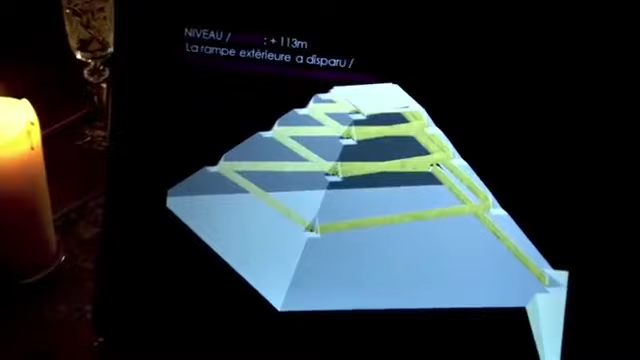 NIVEAU / : + 113m
La rampe extérieure a disparu /